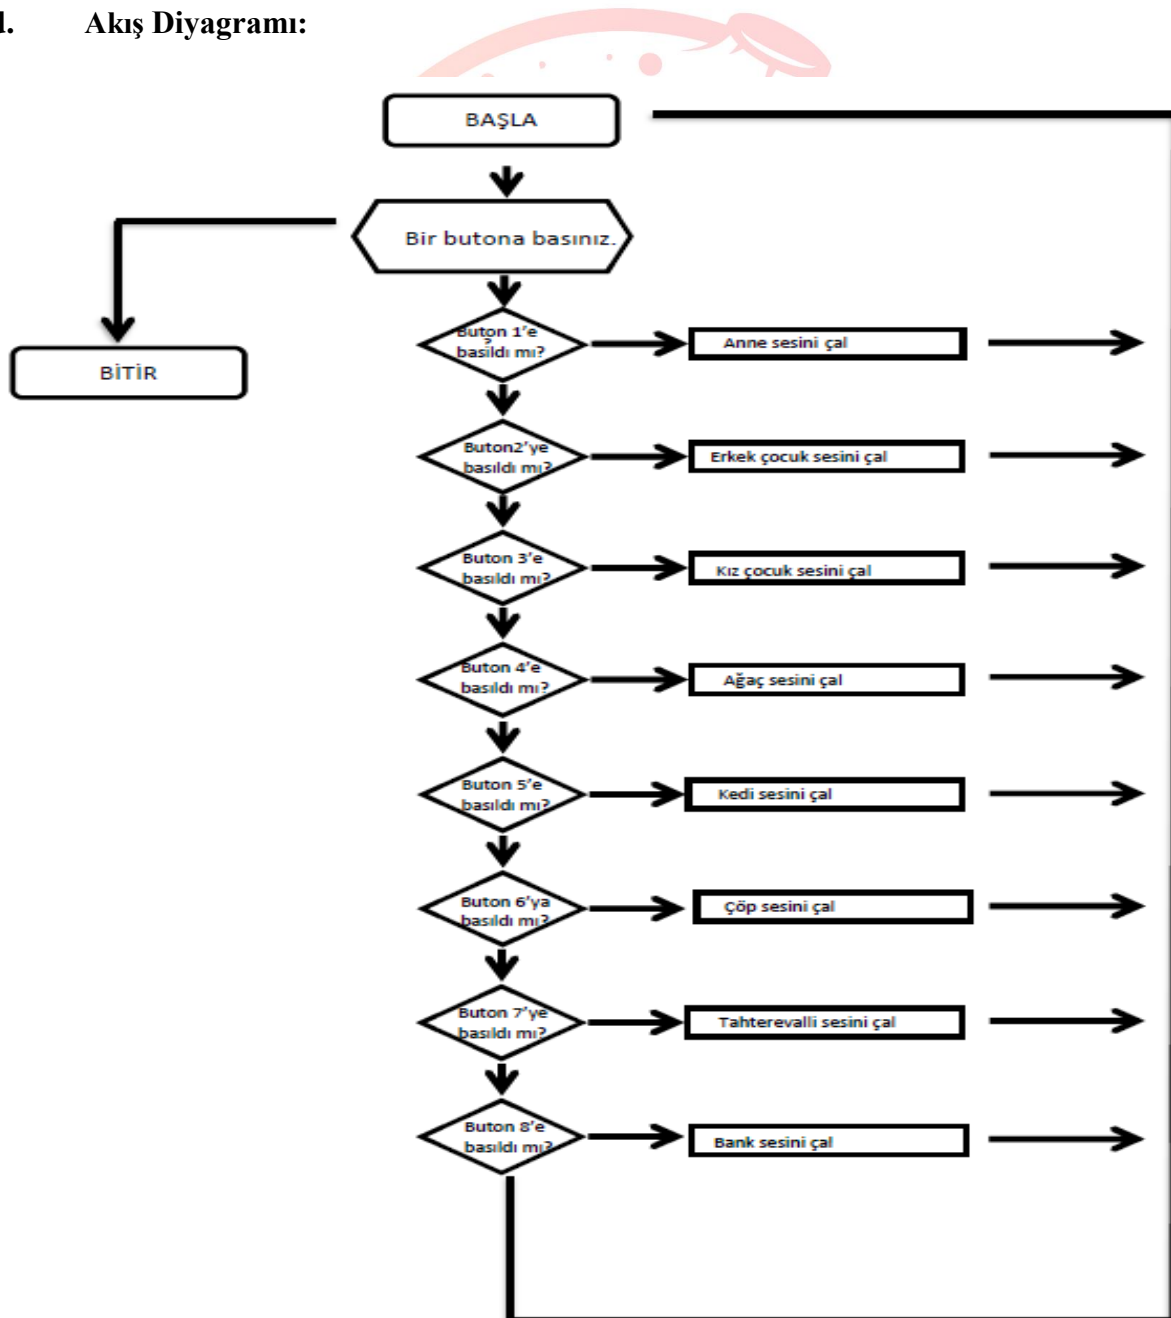 Akış Diyagramı:
BAŞLA
Bir butona basınız.
BİTİR
Buton 1'e
basıldı mı?
Anne sesini çal
Buton2'ye
basıldı mı?
Erkek çocuk sesini çal
Buton 3'e
basıldı mı?
Kız çocuk sesini çal
Buton 4'e
basıldı mı?
Ağaç sesini çal
Buton 5'e
basıldı mı?
Kedi sesini çal
Buton 6'ya
basıldı mı?
Çöp sesini çal
Buton 7'ye
basıldı mı?
Tahterevalli sesini çal
Buton 8'e
basıldı mı?
Bank sesini çal